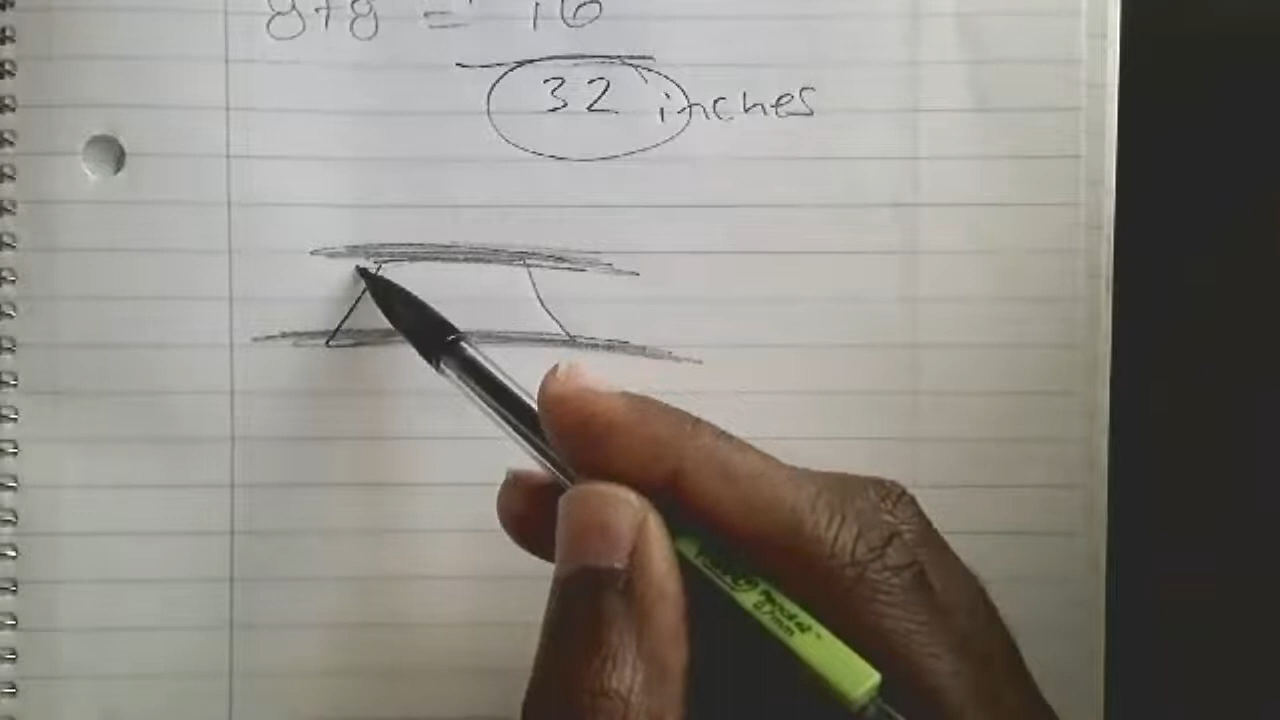 8+8 = 16
32 inches